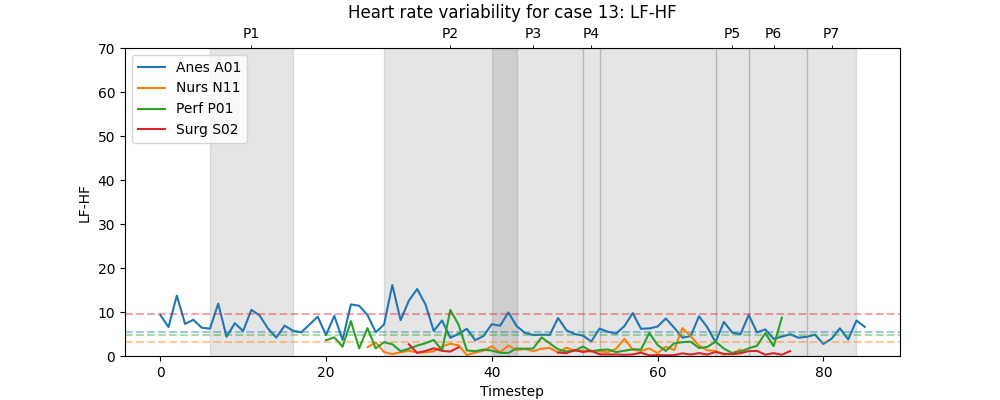 Heart rate variability for case 13: LF-HF
P1 P2 P3 P4 P5 P6 P7
70
60
50
40
30
20
10
0
LF-HF
Anes A01
Nurs N11
Perf P01
Surg S02
0 20 40 60 80
Timestep